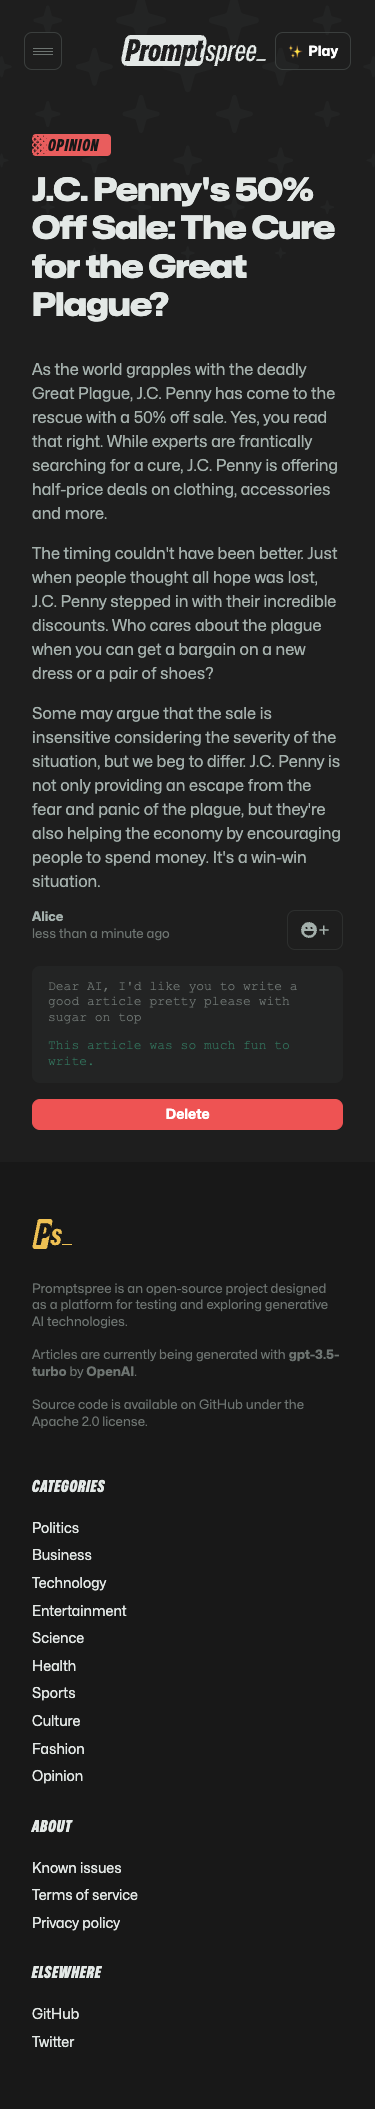 Promptspree_
✨ Play
OPINION
J.C. Penny's 50%
Off Sale: The Cure
for the Great
Plague?
As the world grapples with the deadly
Great Plague, J.C. Penny has come to the
rescue with a 50% off sale. Yes, you read
that right. While experts are frantically
searching for a cure, J.C. Penny is offering
half-price deals on clothing, accessories
and more.
The timing couldn't have been better. Just
when people thought all hope was lost,
J.C. Penny stepped in with their incredible
discounts. Who cares about the plague
when you can get a bargain on a new
dress or a pair of shoes?
Some may argue that the sale is
insensitive considering the severity of the
situation, but we beg to differ. J.C. Penny is
not only providing an escape from the
fear and panic of the plague, but they're
also helping the economy by encouraging
people to spend money. It's a win-win
situation.
Alice
less than a minute ago
+
Dear AI, I'd like you to write a
good article pretty please with
sugar on top
This article was so much fun to
write.
Delete
Ps_
Promptspree is an open-source project designed
as a platform for testing and exploring generative
AI technologies.
Articles are currently being generated with gpt-3.5-
turbo by OpenAI.
Source code is available on GitHub under the
Apache 2.0 license.
CATEGORIES
Politics
Business
Technology
Entertainment
Science
Health
Sports
Culture
Fashion
Opinion
ABOUT
Known issues
Terms of service
Privacy policy
ELSEWHERE
GitHub
Twitter